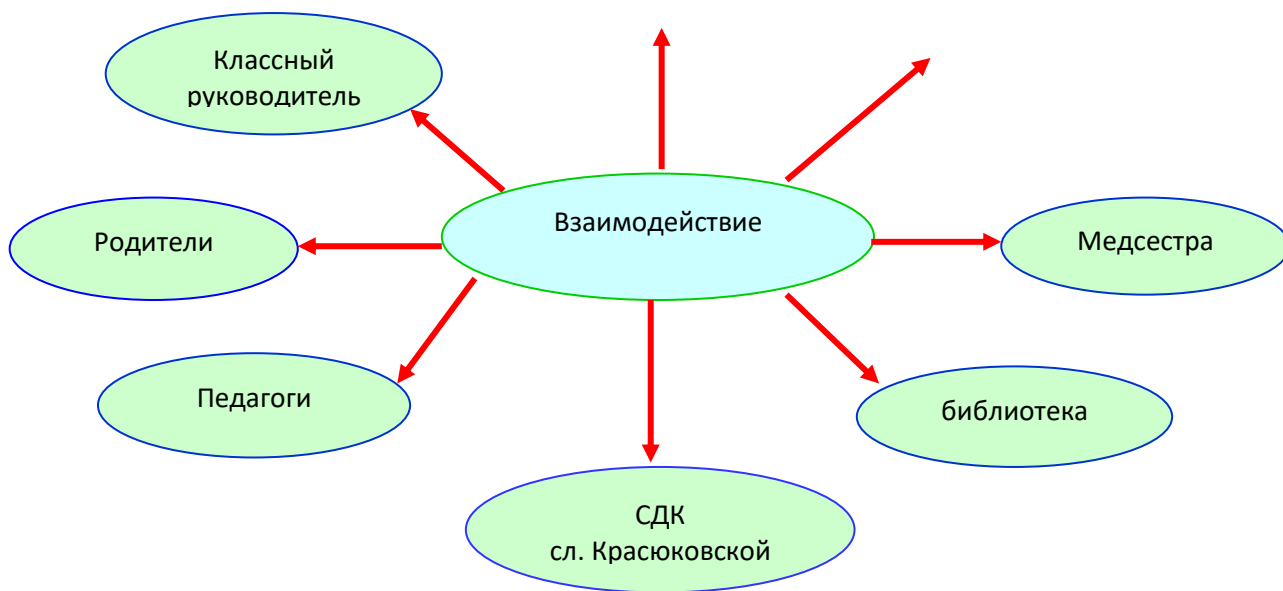 Классный
руководитель
Взаимодействие
Родители
Медсестра
Педагоги
библиотека
СДК
сл. Красюковской